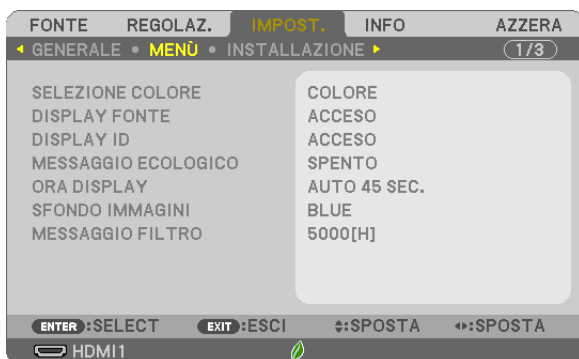 FONTE REGOLAZ. IMPOST. INFO AZZERA
GENERALE • MENÙ • INSTALLAZIONE 1/3
SELEZIONE COLORE COLORE
DISPLAY FONTE ACCESO
DISPLAY ID ACCESO
MESSAGGIO ECOLOGICO SPENTO
ORA DISPLAY AUTO 45 SEC.
SFONDO IMMAGINI BLUE
MESSAGGIO FILTRO 5000[H]
ENTER :SELECT EXIT :ESCI :SPOSTA :SPOSTA
HDMI1